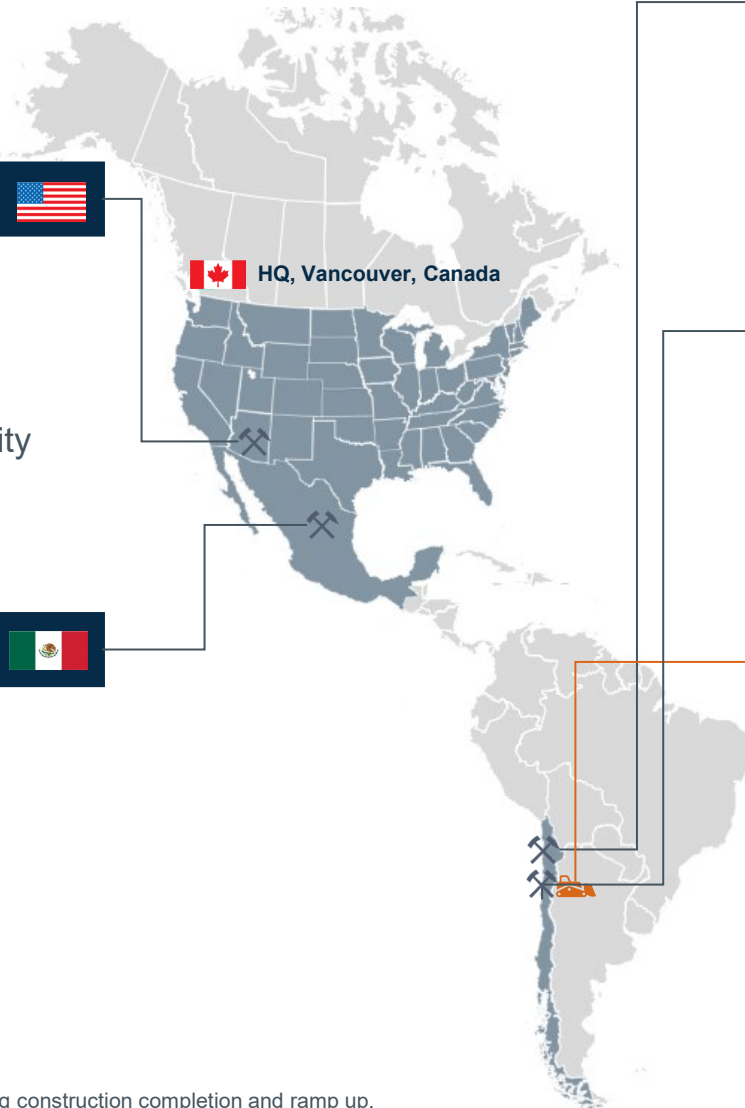 HQ, Vancouver, Canada
ity
g construction completion and ramp up.